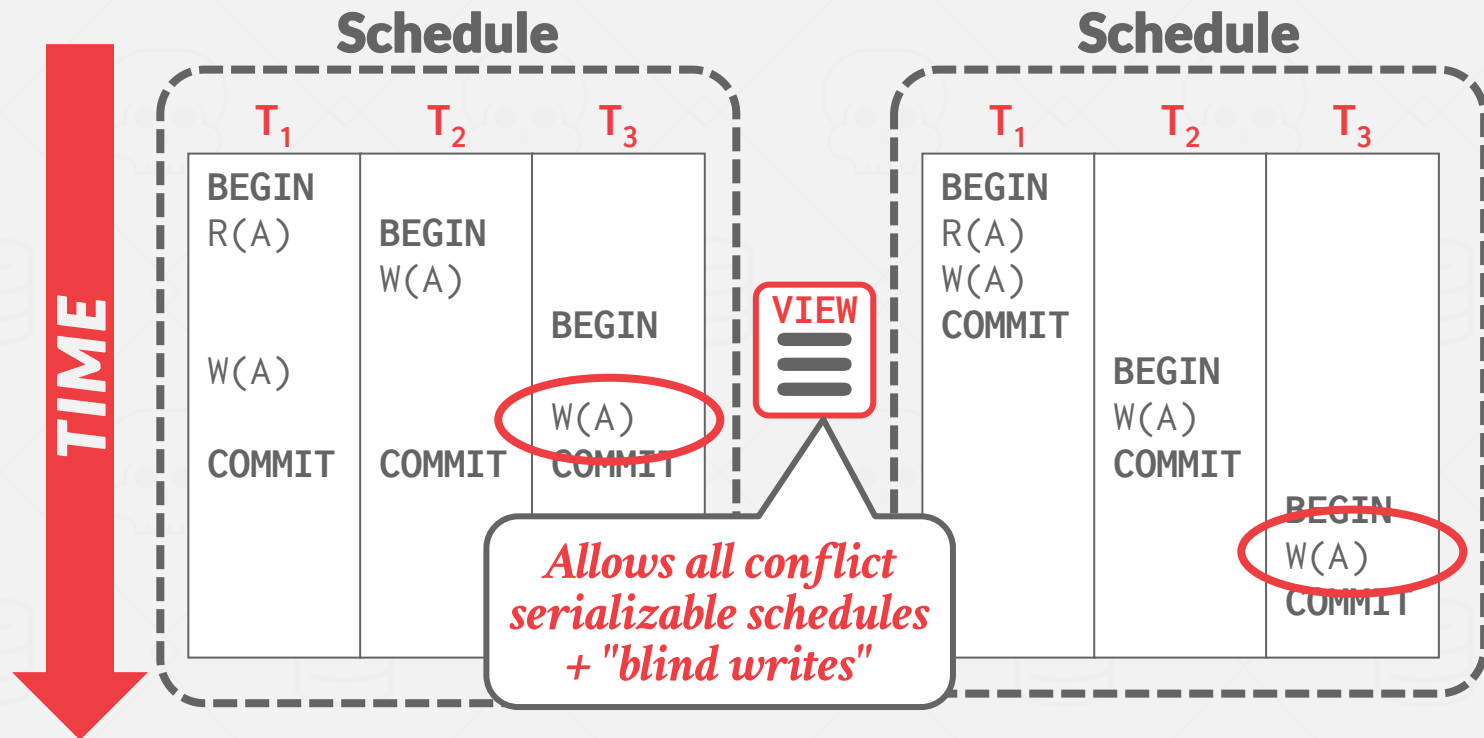 Schedule
T1 T2 T3
BEGIN
R(A) BEGIN
W(A)
BEGIN
W(A)
W(A)
COMMIT COMMIT COMMIT
TIME
VIEW
Allows all conflict
serializable schedules
+ "blind writes"
Schedule
T1 T2 T3
BEGIN
R(A)
W(A)
COMMIT
BEGIN
W(A)
COMMIT
BEGIN
W(A)
COMMIT